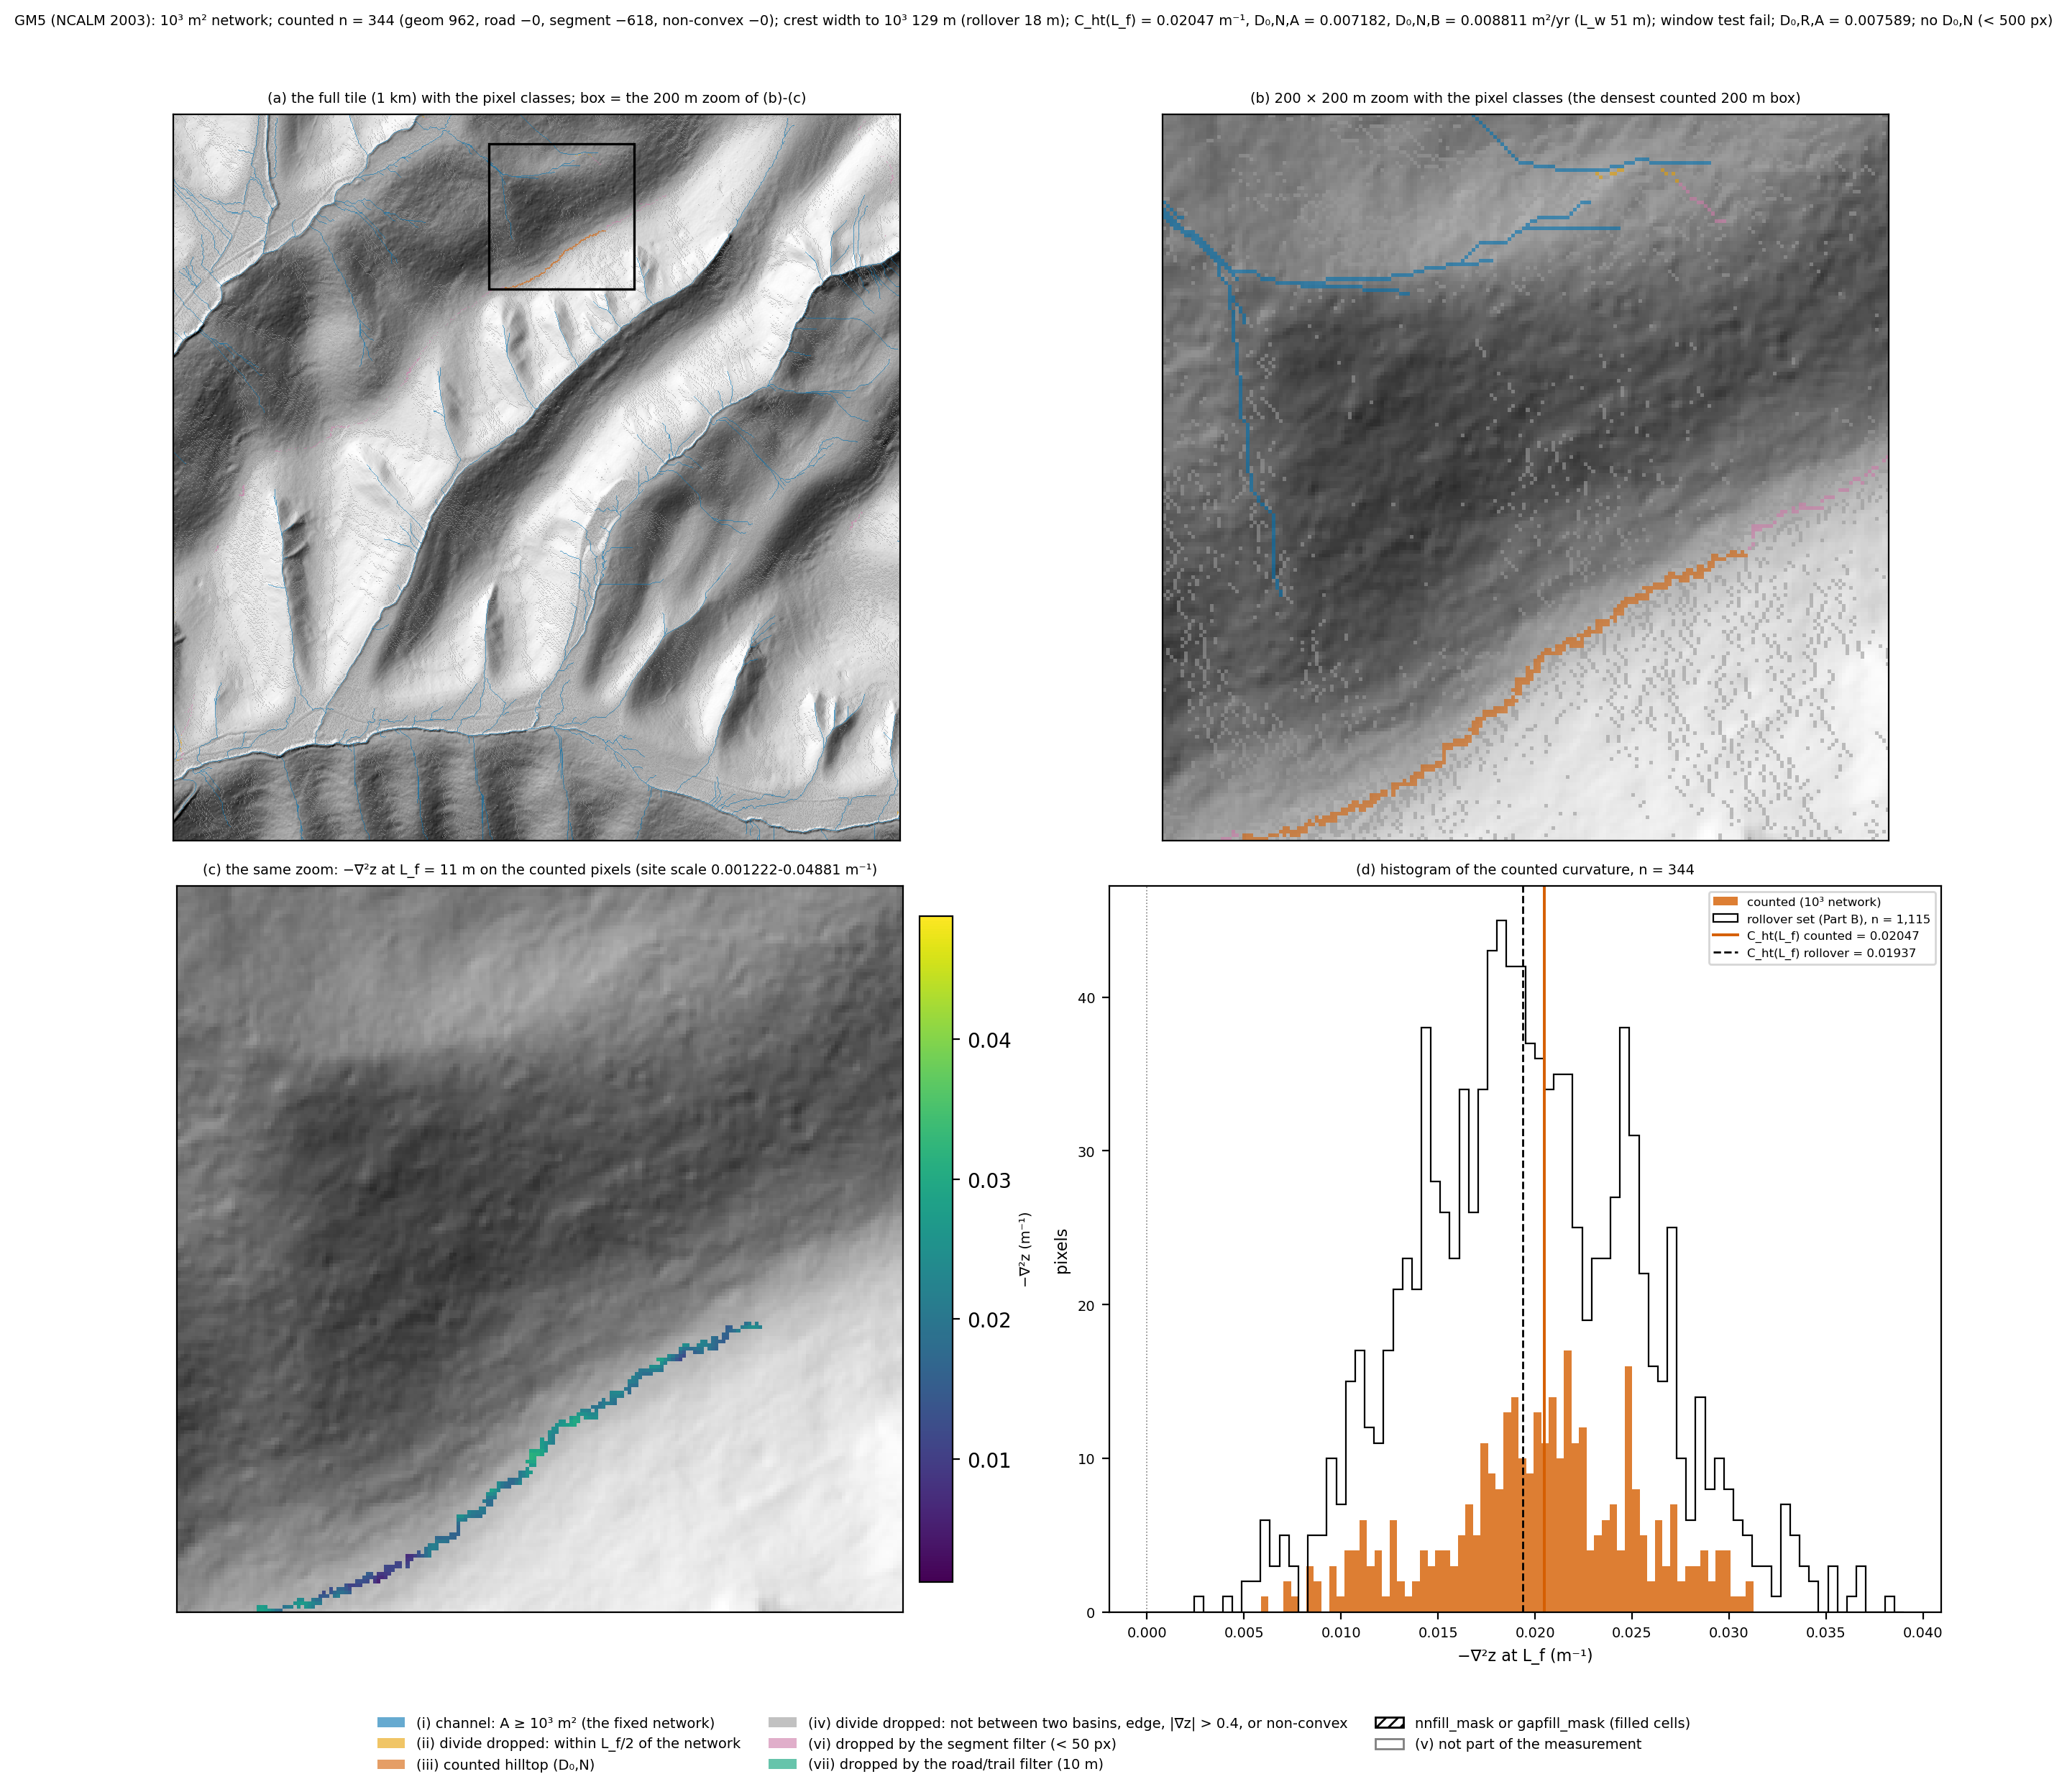 GM5 (NCALM 2003): 10³ m² network; counted n = 344 (geom 962, road −0, segment −618, non-convex −0); crest width to 10³ 129 m (rollover 18 m); C_ht(L_f) = 0.02047 m⁻¹, D₀,N,A = 0.007182, D₀,N,B = 0.008811 m²/yr (L_w 51 m); window test fail; D₀,R,A = 0.007589; no D₀,N (< 500 px)
(a) the full tile (1 km) with the pixel classes; box = the 200 m zoom of (b)-(c)
(b) 200 × 200 m zoom with the pixel classes (the densest counted 200 m box)
(c) the same zoom: −∇²z at L_f = 11 m on the counted pixels (site scale 0.001222-0.04881 m⁻¹)
0.04
0.03
0.02
0.01
−∇²z (m⁻¹)
(d) histogram of the counted curvature, n = 344
counted (10³ network)
rollover set (Part B), n = 1,115
C_ht(L_f) counted = 0.02047
C_ht(L_f) rollover = 0.01937
pixels
40
30
20
10
0
0.000 0.005 0.010 0.015 0.020 0.025 0.030 0.035 0.040
−∇²z at L_f (m⁻¹)
(i) channel: A ≥ 10³ m² (the fixed network)
(ii) divide dropped: within L_f/2 of the network
(iii) counted hilltop (D₀,N)
(iv) divide dropped: not between two basins, edge, |∇z| > 0.4, or non-convex
(vi) dropped by the segment filter (< 50 px)
(vii) dropped by the road/trail filter (10 m)
nnfill_mask or gapfill_mask (filled cells)
(v) not part of the measurement